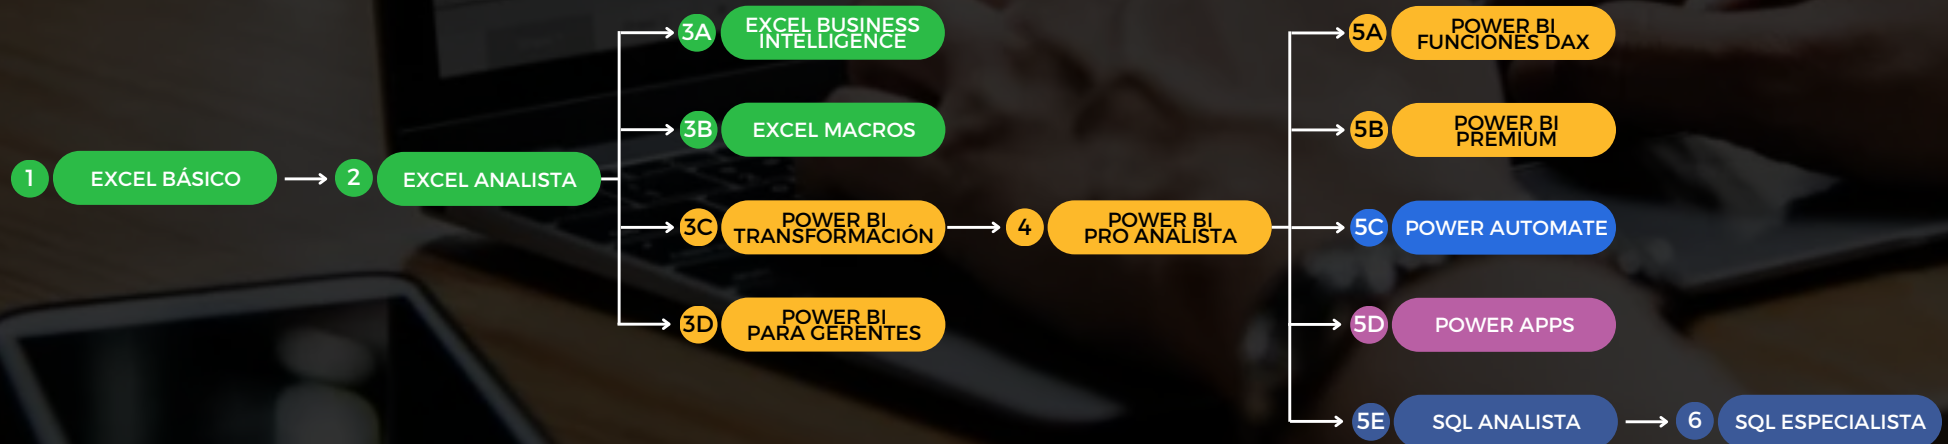 1
EXCEL BÁSICO
2
EXCEL ANALISTA
3A
EXCEL BUSINESS
INTELLIGENCE
3B
EXCEL MACROS
3C
POWER BI
TRANSFORMACIÓN
3D
POWER BI
PARA GERENTES
4
POWER BI
PRO ANALISTA
5A
POWER BI
FUNCIONES DAX
5B
POWER BI
PREMIUM
5C
POWER AUTOMATE
5D
POWER APPS
5E
SQL ANALISTA
6
SQL ESPECIALISTA